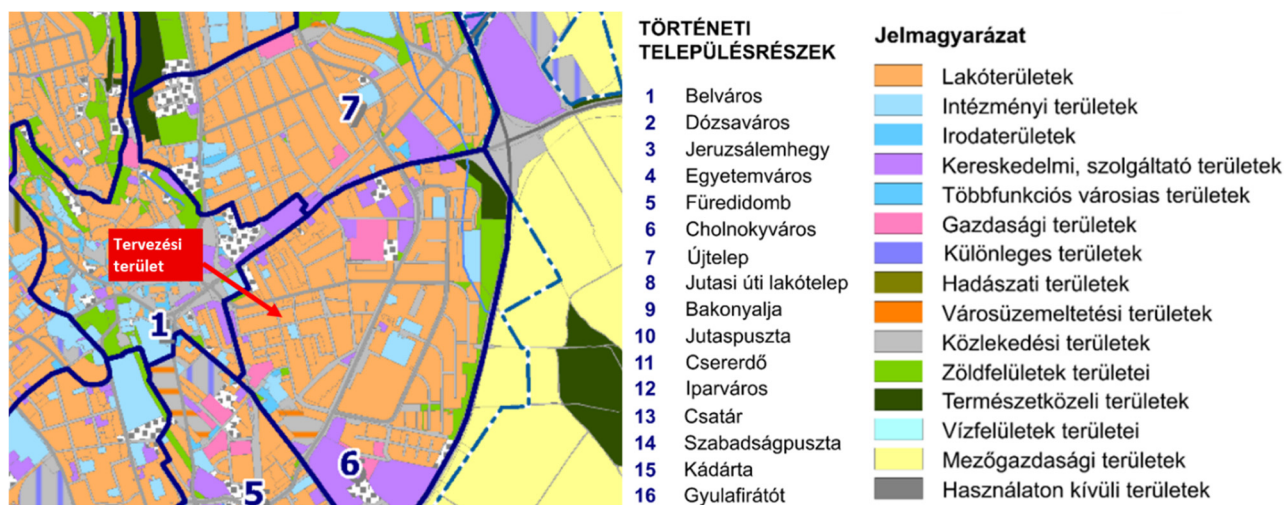 7
1
6
5
Tervezési
terület
TÖRTÉNETI
TELEPÜLÉSRÉSZEK
1 Belváros
2 Dózsaváros
3 Jeruzsálemhegy
4 Egyetemváros
5 Füredidomb
6 Cholnokyváros
7 Újtelep
8 Jutasi úti lakótelep
9 Bakonyalja
10 Jutaspuszta
11 Csererdő
12 Iparváros
13 Csatár
14 Szabadságpuszta
15 Kádárta
16 Gyulafirátót
Jelmagyarázat
Lakóterületek
Intézményi területek
Irodaterületek
Kereskedelmi, szolgáltató területek
Többfunkciós városias területek
Gazdasági területek
Különleges területek
Hadászati területek
Városüzemeltetési területek
Közlekedési területek
Zöldfelületek területei
Természetközeli területek
Vízfelületek területei
Mezőgazdasági területek
Használaton kívüli területek